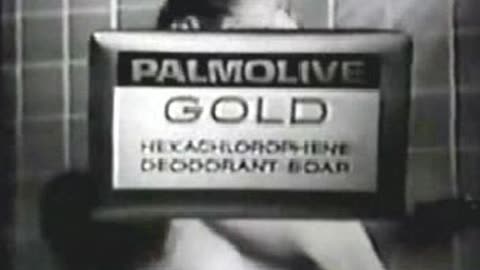 PALMOLIVE
GOLD
HEXACHLOROPHENE
DEODORANT SOAP